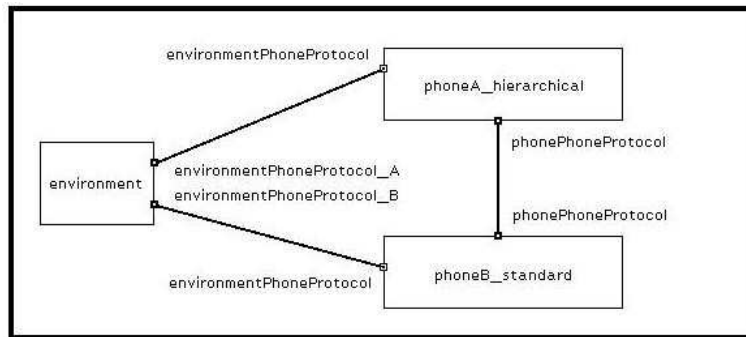 environmentPhoneProtocol
phoneA_hierarchical
phonePhoneProtocol
environmentPhoneProtocol_A
environment
environmentPhoneProtocol_B
phonePhoneProtocol
environmentPhoneProtocol
phoneB_standard